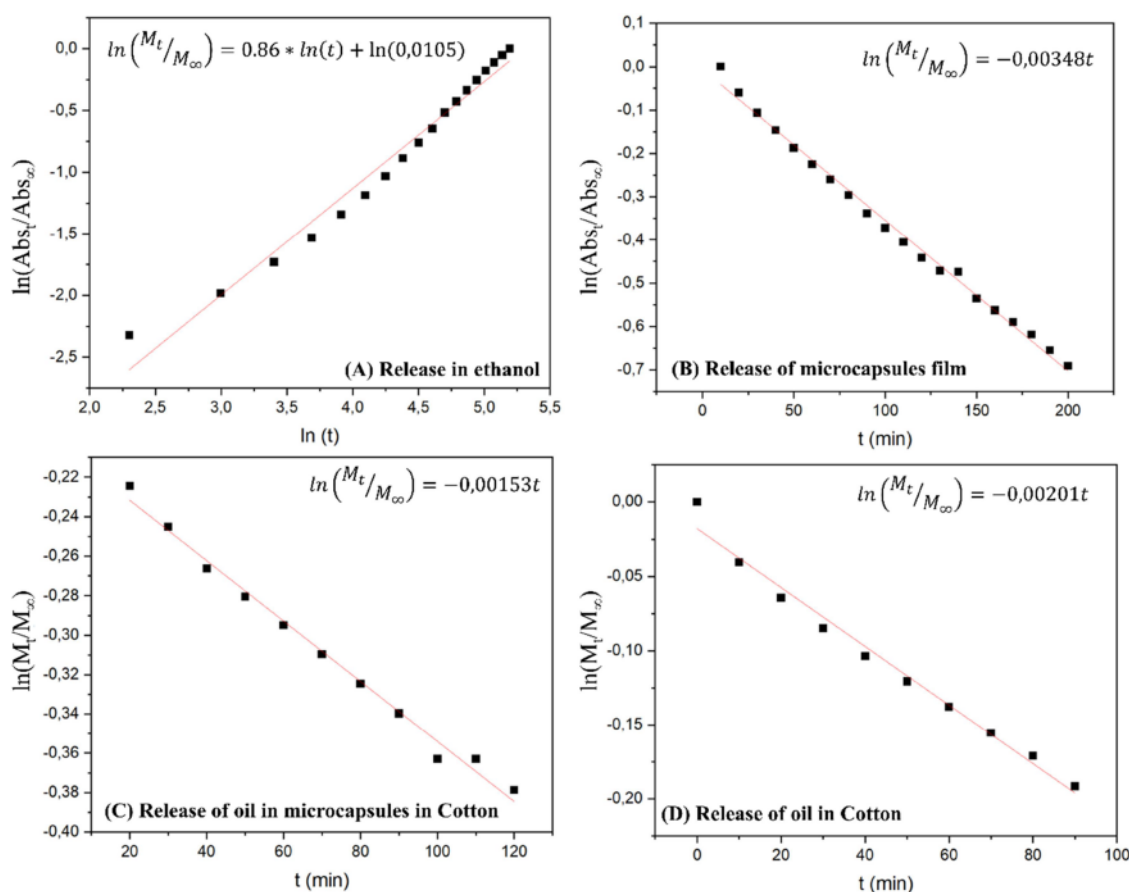 ln(Mt/M∞) = 0.86 ∗ ln(t) + ln(0,0105)
0,0
-0,5
-1,0
-1,5
-2,0
-2,5
ln(Abst/Abs∞)
(A) Release in ethanol
2,0 2,5 3,0 3,5 4,0 4,5 5,0 5,5
ln (t)
ln(Mt/M∞) = −0,00348t
0,1
0,0
-0,1
-0,2
-0,3
-0,4
-0,5
-0,6
-0,7
ln(Abst/Abs∞)
(B) Release of microcapsules film
0 50 100 150 200
t (min)
ln(Mt/M∞) = −0,00153t
-0,22
-0,24
-0,26
-0,28
-0,30
-0,32
-0,34
-0,36
-0,38
-0,40
ln(Mt/M∞)
(C) Release of oil in microcapsules in Cotton
20 40 60 80 100 120
t (min)
ln(Mt/M∞) = −0,00201t
0,00
-0,05
-0,10
-0,15
-0,20
ln(Mt/M∞)
(D) Release of oil in Cotton
0 20 40 60 80 100
t (min)